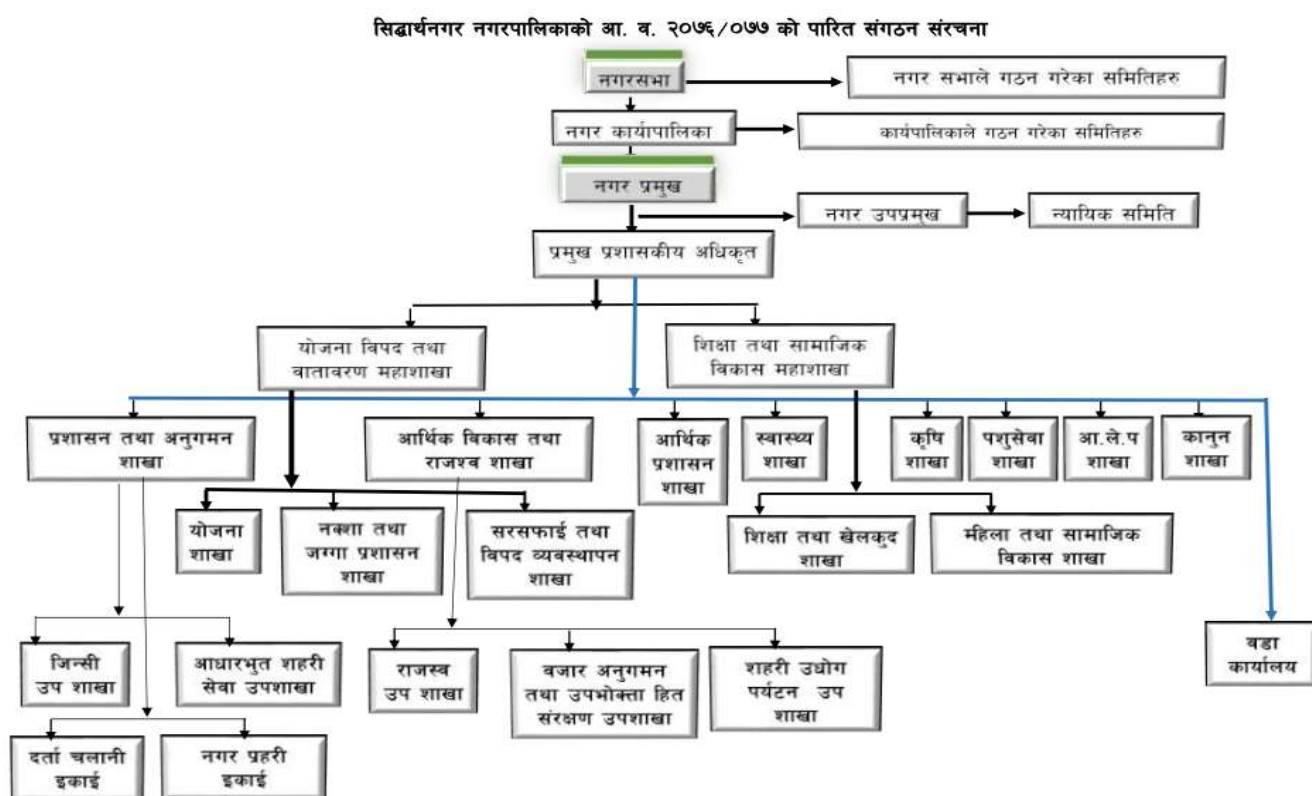 सिद्धार्थनगर नगरपालिकाको आ. व. २०७६/०७७ को पारित संगठन संरचना
नगरसभा
नगर सभाले गठन गरेका समितिहरु
नगर कार्यापालिका
कार्यपालिकाले गठन गरेका समितिहरु
नगर प्रमुख
नगर उपप्रमुख
न्यायिक समिति
प्रमुख प्रशासकीय अधिकृत
योजना विपद तथा
वातावरण महाशाखा
शिक्षा तथा सामाजिक
विकास महाशाखा
प्रशासन तथा अनुगमन
शाखा
आर्थिक विकास तथा
राजश्व शाखा
आर्थिक
प्रशासन
शाखा
स्वास्थ्य
शाखा
कृषि
शाखा
पशुसेवा
शाखा
आ.ले.प
शाखा
कानुन
शाखा
योजना
शाखा
नक्शा तथा
जग्गा प्रशासन
शाखा
सरसफाई तथा
विपद व्यवस्थापन
शाखा
शिक्षा तथा खेलकुद
शाखा
महिला तथा सामाजिक
विकास शाखा
जिन्सी
उप शाखा
आधारभुत शहरी
सेवा उपशाखा
राजस्व
उप शाखा
वजार अनुगमन
तथा उपभोक्ता हित
संरक्षण उपशाखा
शहरी उधोग
पर्यटन उप
शाखा
वडा
कार्यालय
दर्ता चलानी
इकाई
नगर प्रहरी
इकाई